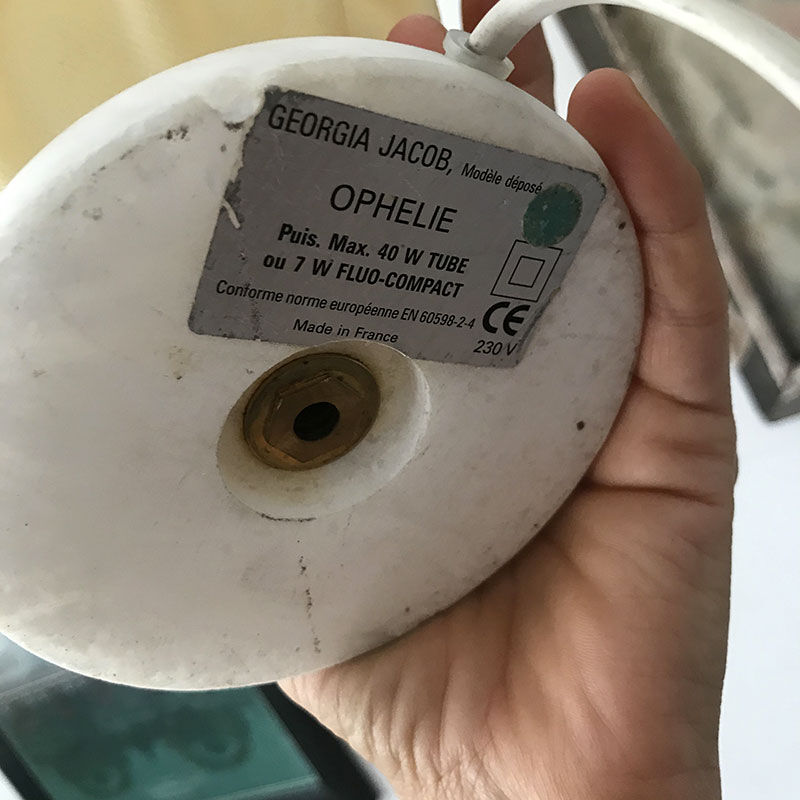 GEORGIA JACOB, Modèle déposé
OPHELIE
Puis. Max. 40 W TUBE
ou 7 W FLUO-COMPACT
Conforme norme européenne EN 60598-2-4 CE
Made in France 230 V